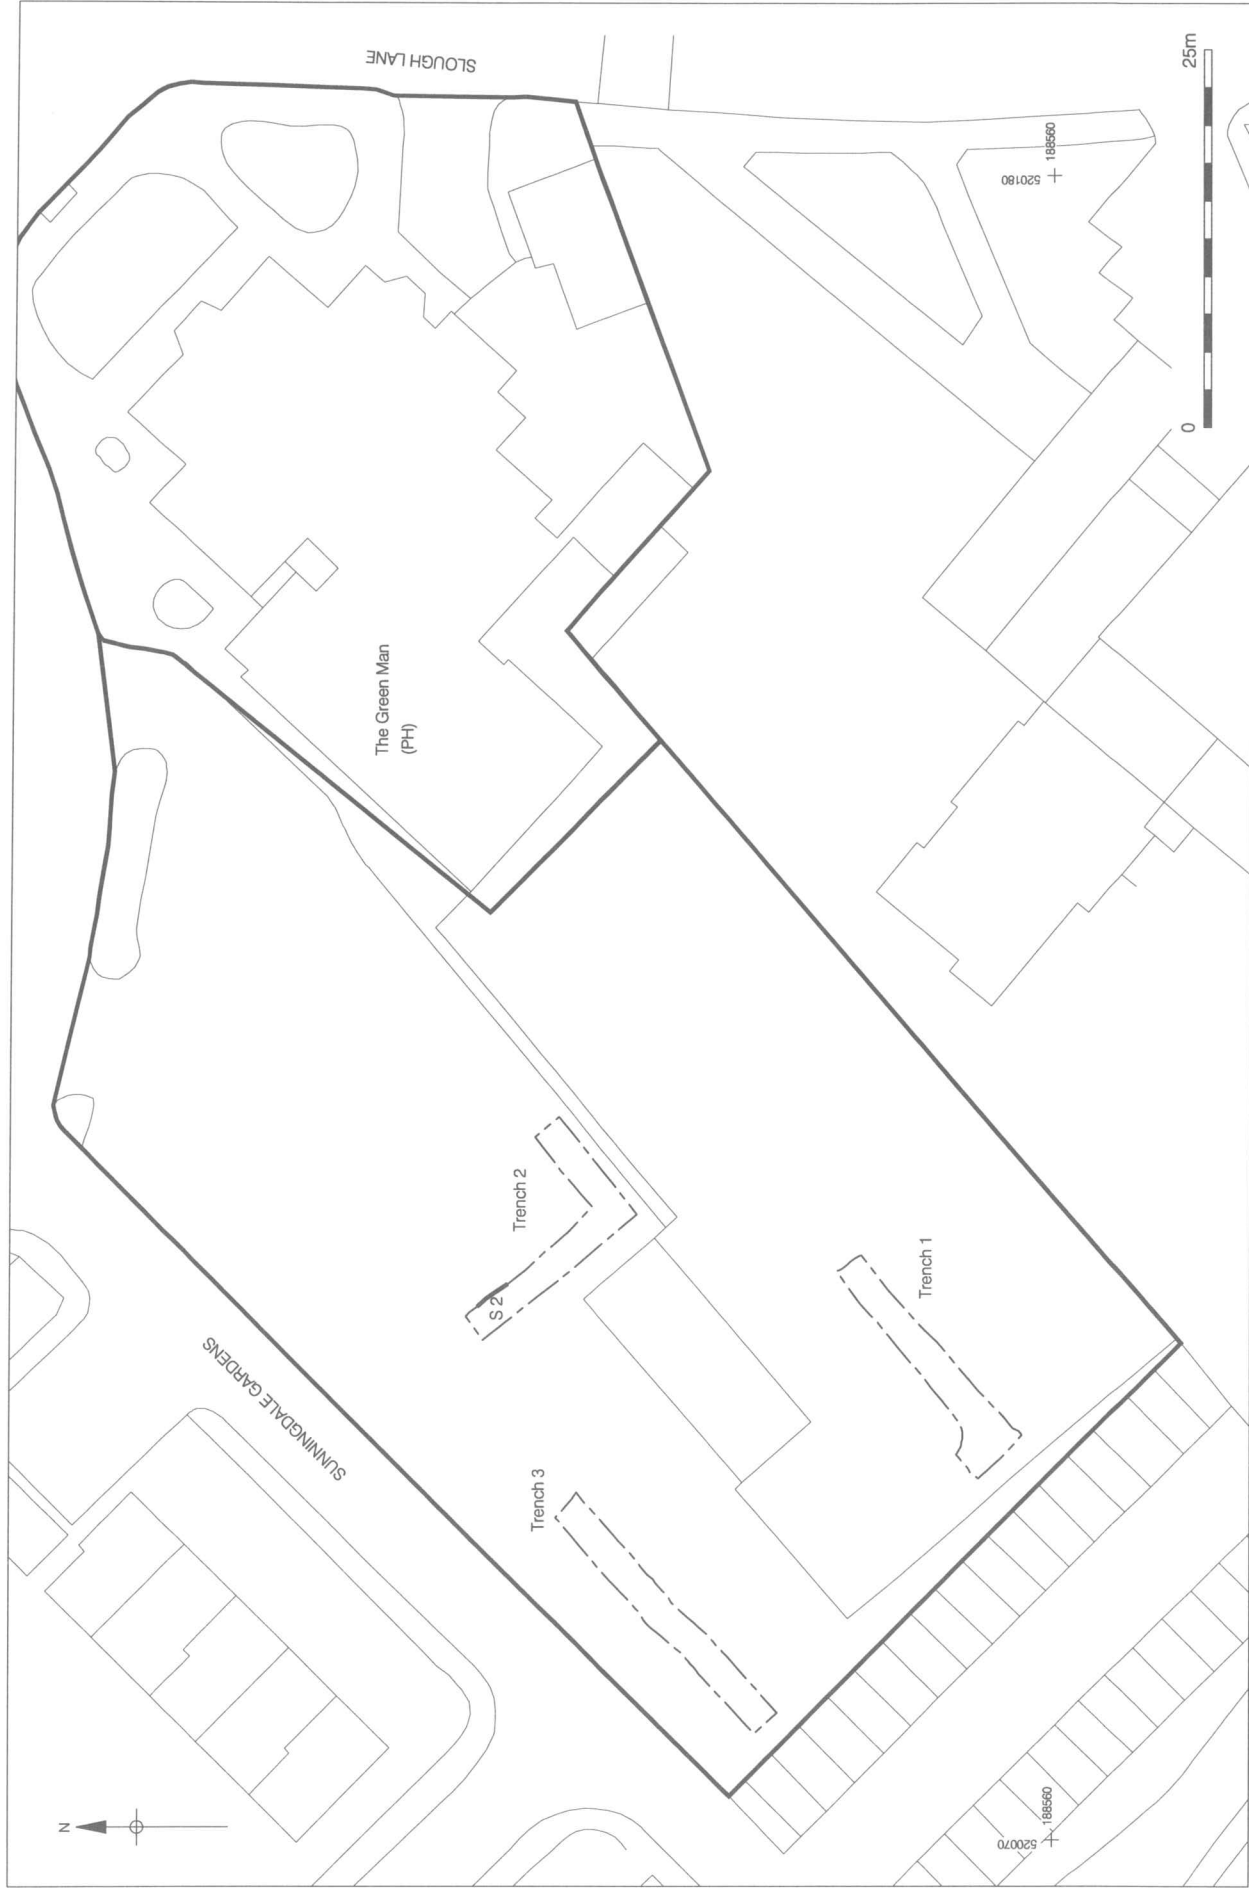 N
SUNNINGDALE GARDENS
SLOUGH LANE
The Green Man
(PH)
Trench 3
S 2
Trench 2
Trench 1
520070
188560
520180
188560
0
25m